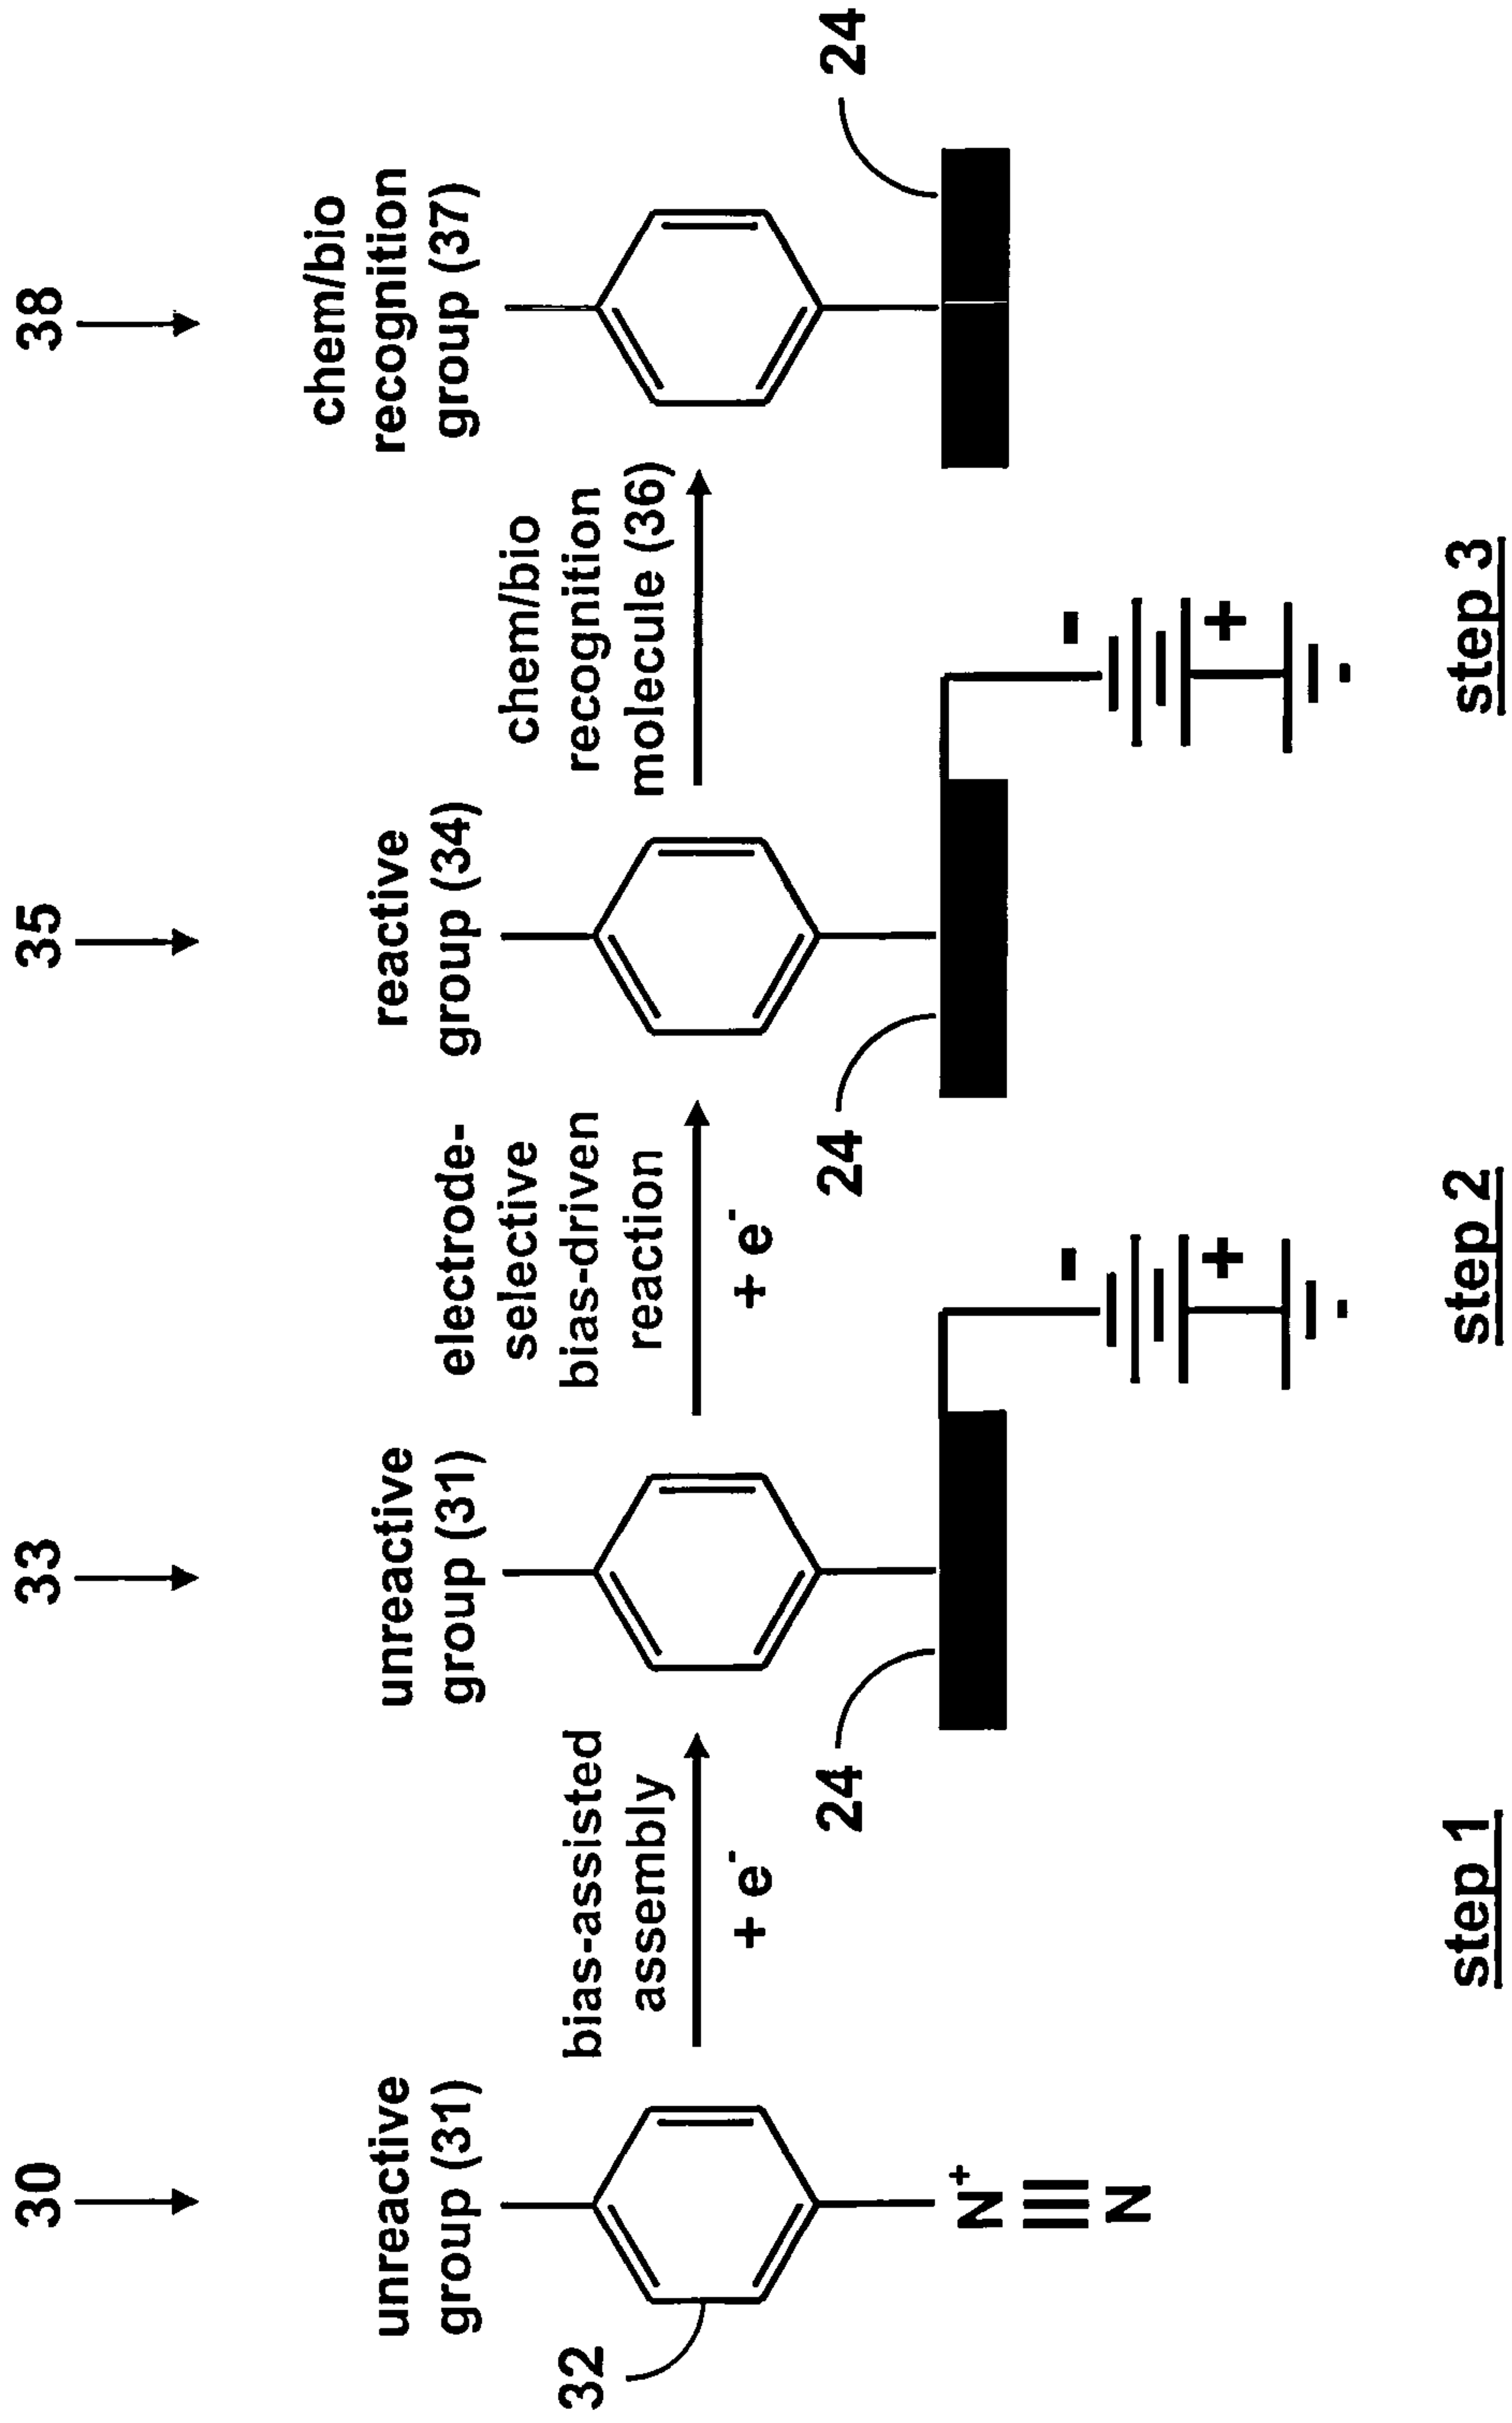 30
33
35
38
unreactive
group (31)
unreactive
group (31)
reactive
group (34)
chem/bio
recognition
group (37)
bias-assisted
assembly
+ e-
electrode-
selective
bias-driven
reaction
+ e-
chem/bio
recognition
molecule (36)
32
24
24
24
N+
N
-
+
-
-
+
-
step 1
step 2
step 3